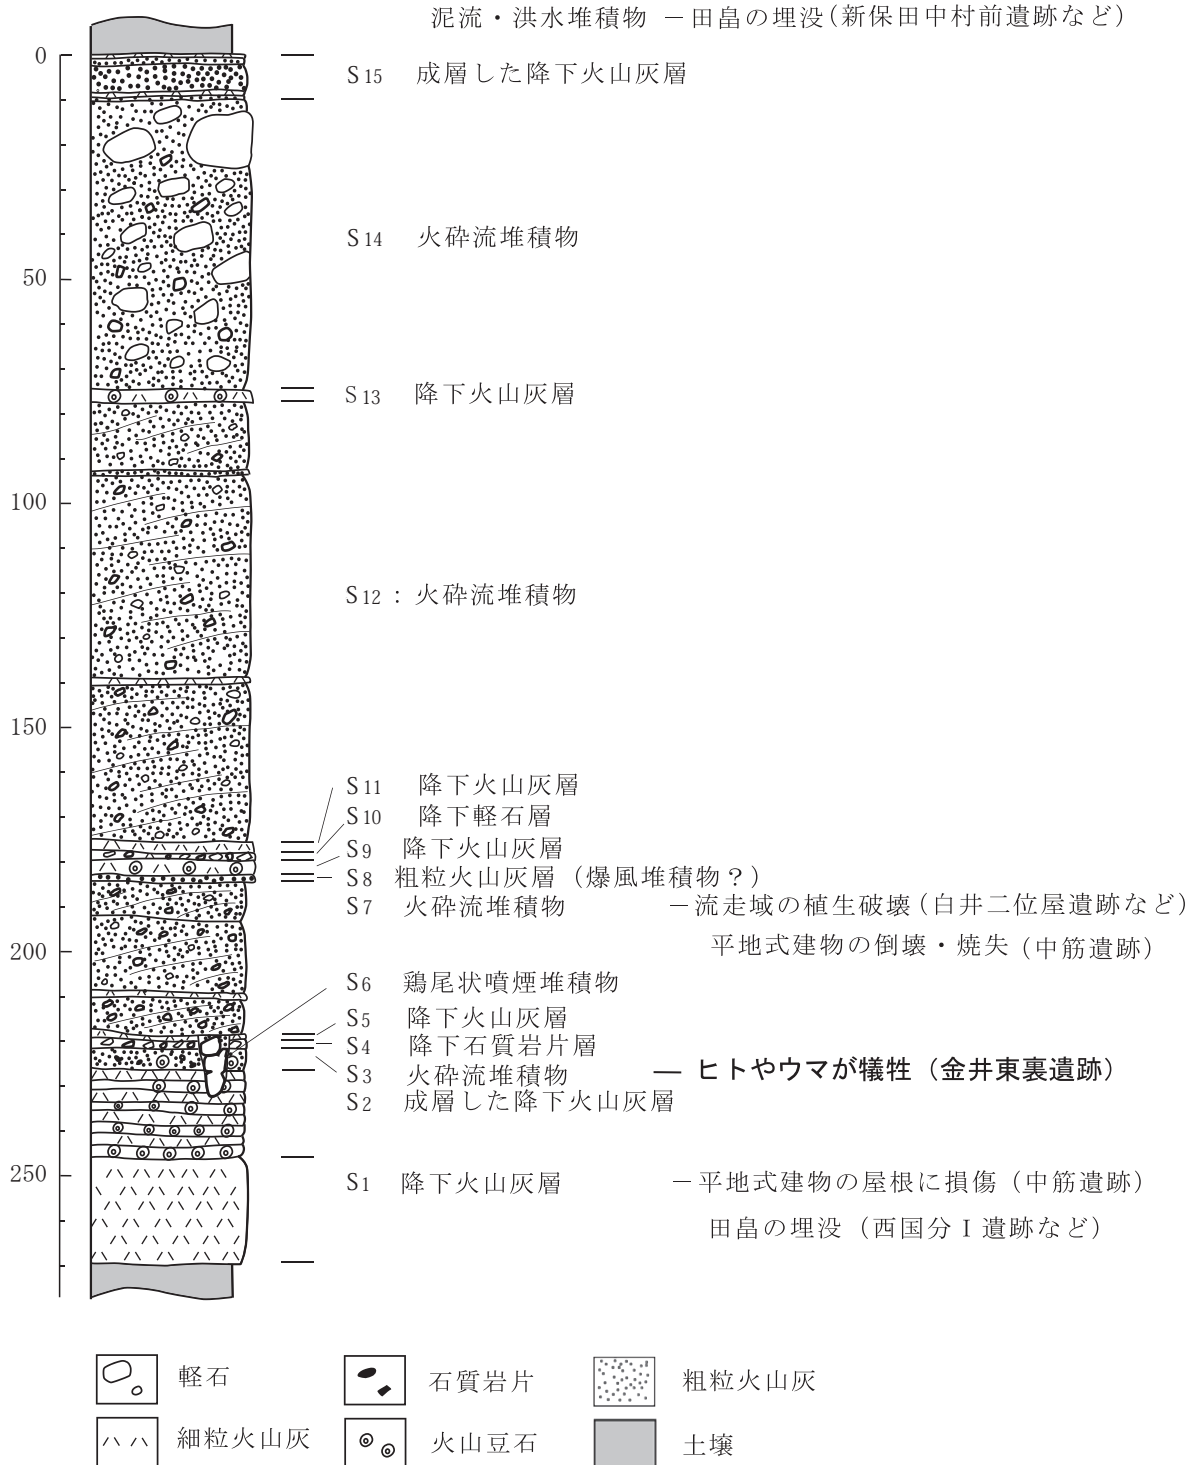 泥流・洪水堆積物 －田畠の埋没(新保田中村前遺跡など)
0
S15 成層した降下火山灰層
S14 火砕流堆積物
50
S13 降下火山灰層
100
S12 : 火砕流堆積物
150
S11 降下火山灰層
S10 降下軽石層
S9 降下火山灰層
S8 粗粒火山灰層（爆風堆積物？）
S7 火砕流堆積物 －流走域の植生破壊(白井二位屋遺跡など)
200
平地式建物の倒壊・焼失（中筋遺跡）
S6 鶏尾状噴煙堆積物
S5 降下火山灰層
S4 降下石質岩片層
S3 火砕流堆積物 ― ヒトやウマが犠牲（金井東裏遺跡）
S2 成層した降下火山灰層
250
S1 降下火山灰層 －平地式建物の屋根に損傷（中筋遺跡）
田畠の埋没（西国分Ⅰ遺跡など）
軽石 石質岩片 粗粒火山灰
細粒火山灰 火山豆石 土壌